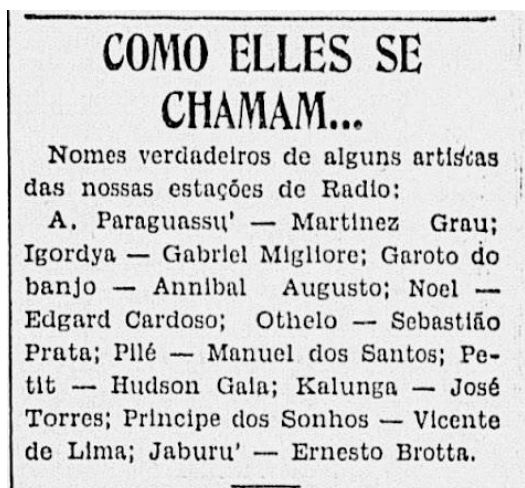 COMO ELLES SE
CHAMAM...
Nomes verdadeiros de alguns artistas
das nossas estações de Radio:
A. Paraguassu' — Martinez Grau;
Igordya — Gabriel Migliore; Garoto do
banjo — Annibal Augusto; Noel —
Edgard Cardoso; Othelo — Sebastião
Prata; Pilé — Manuel dos Santos; Pe-
tit — Hudson Gaia; Kalunga — José
Torres; Principe dos Sonhos — Vicente
de Lima; Jaburu' — Ernesto Brotta.